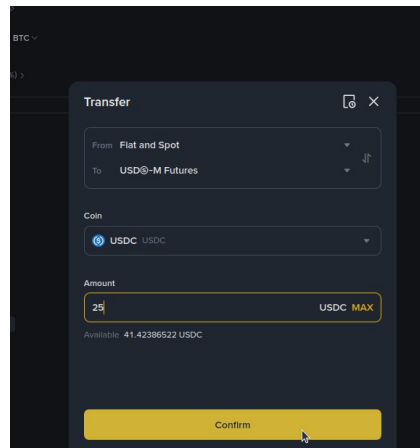 BTC
%) >
Transfer
From Fiat and Spot
To USD®-M Futures
Coin
USDC USDC
Amount
25 USDC MAX
Available 41.42386522 USDC
Confirm